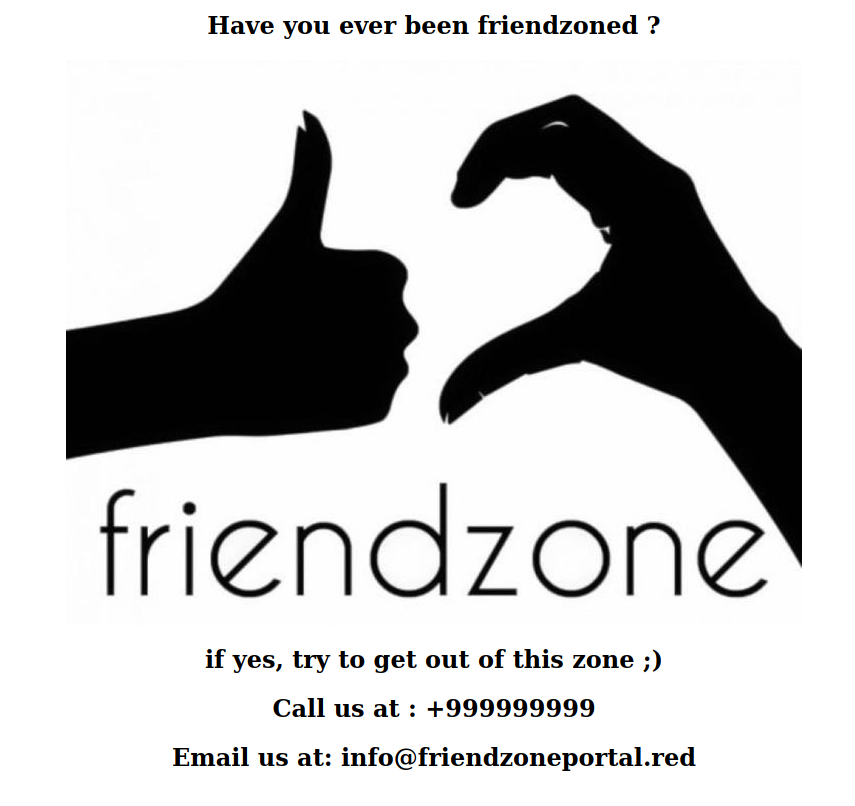 Have you ever been friendzoned ?
friendzone
if yes, try to get out of this zone ;)
Call us at : +999999999
Email us at: info@friendzoneportal.red